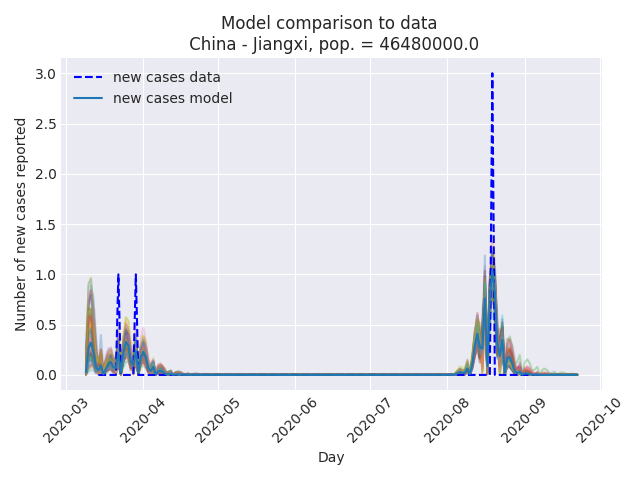 Model comparison to data
China - Jiangxi, pop. = 46480000.0
new cases data
new cases model
Number of new cases reported
3.0
2.5
2.0
1.5
1.0
0.5
0.0
2020-03
2020-04
2020-05
2020-06
2020-07
2020-08
2020-09
2020-10
Day